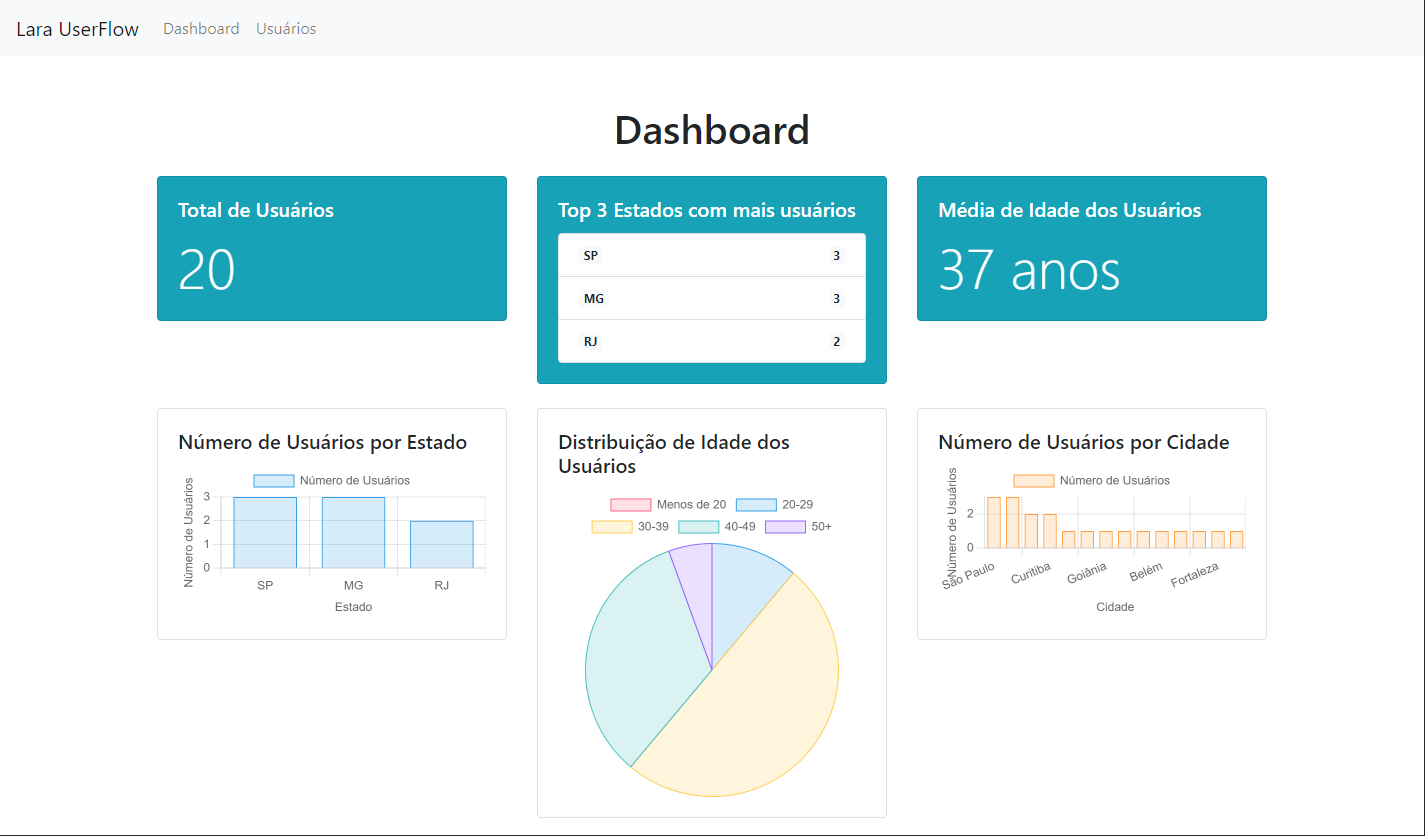 Lara UserFlow Dashboard Usuários
Dashboard
Total de Usuários
20
Top 3 Estados com mais usuários
SP 3
MG 3
RJ 2
Média de Idade dos Usuários
37 anos
Número de Usuários por Estado
Número de Usuários
Número de Usuários
3
2
1
0
SP MG RJ
Estado
Distribuição de Idade dos
Usuários
Menos de 20 20-29
30-39 40-49 50+
Número de Usuários por Cidade
Número de Usuários
Número de Usuários
2
0
São Paulo Curitiba Goiânia Belém Fortaleza
Cidade